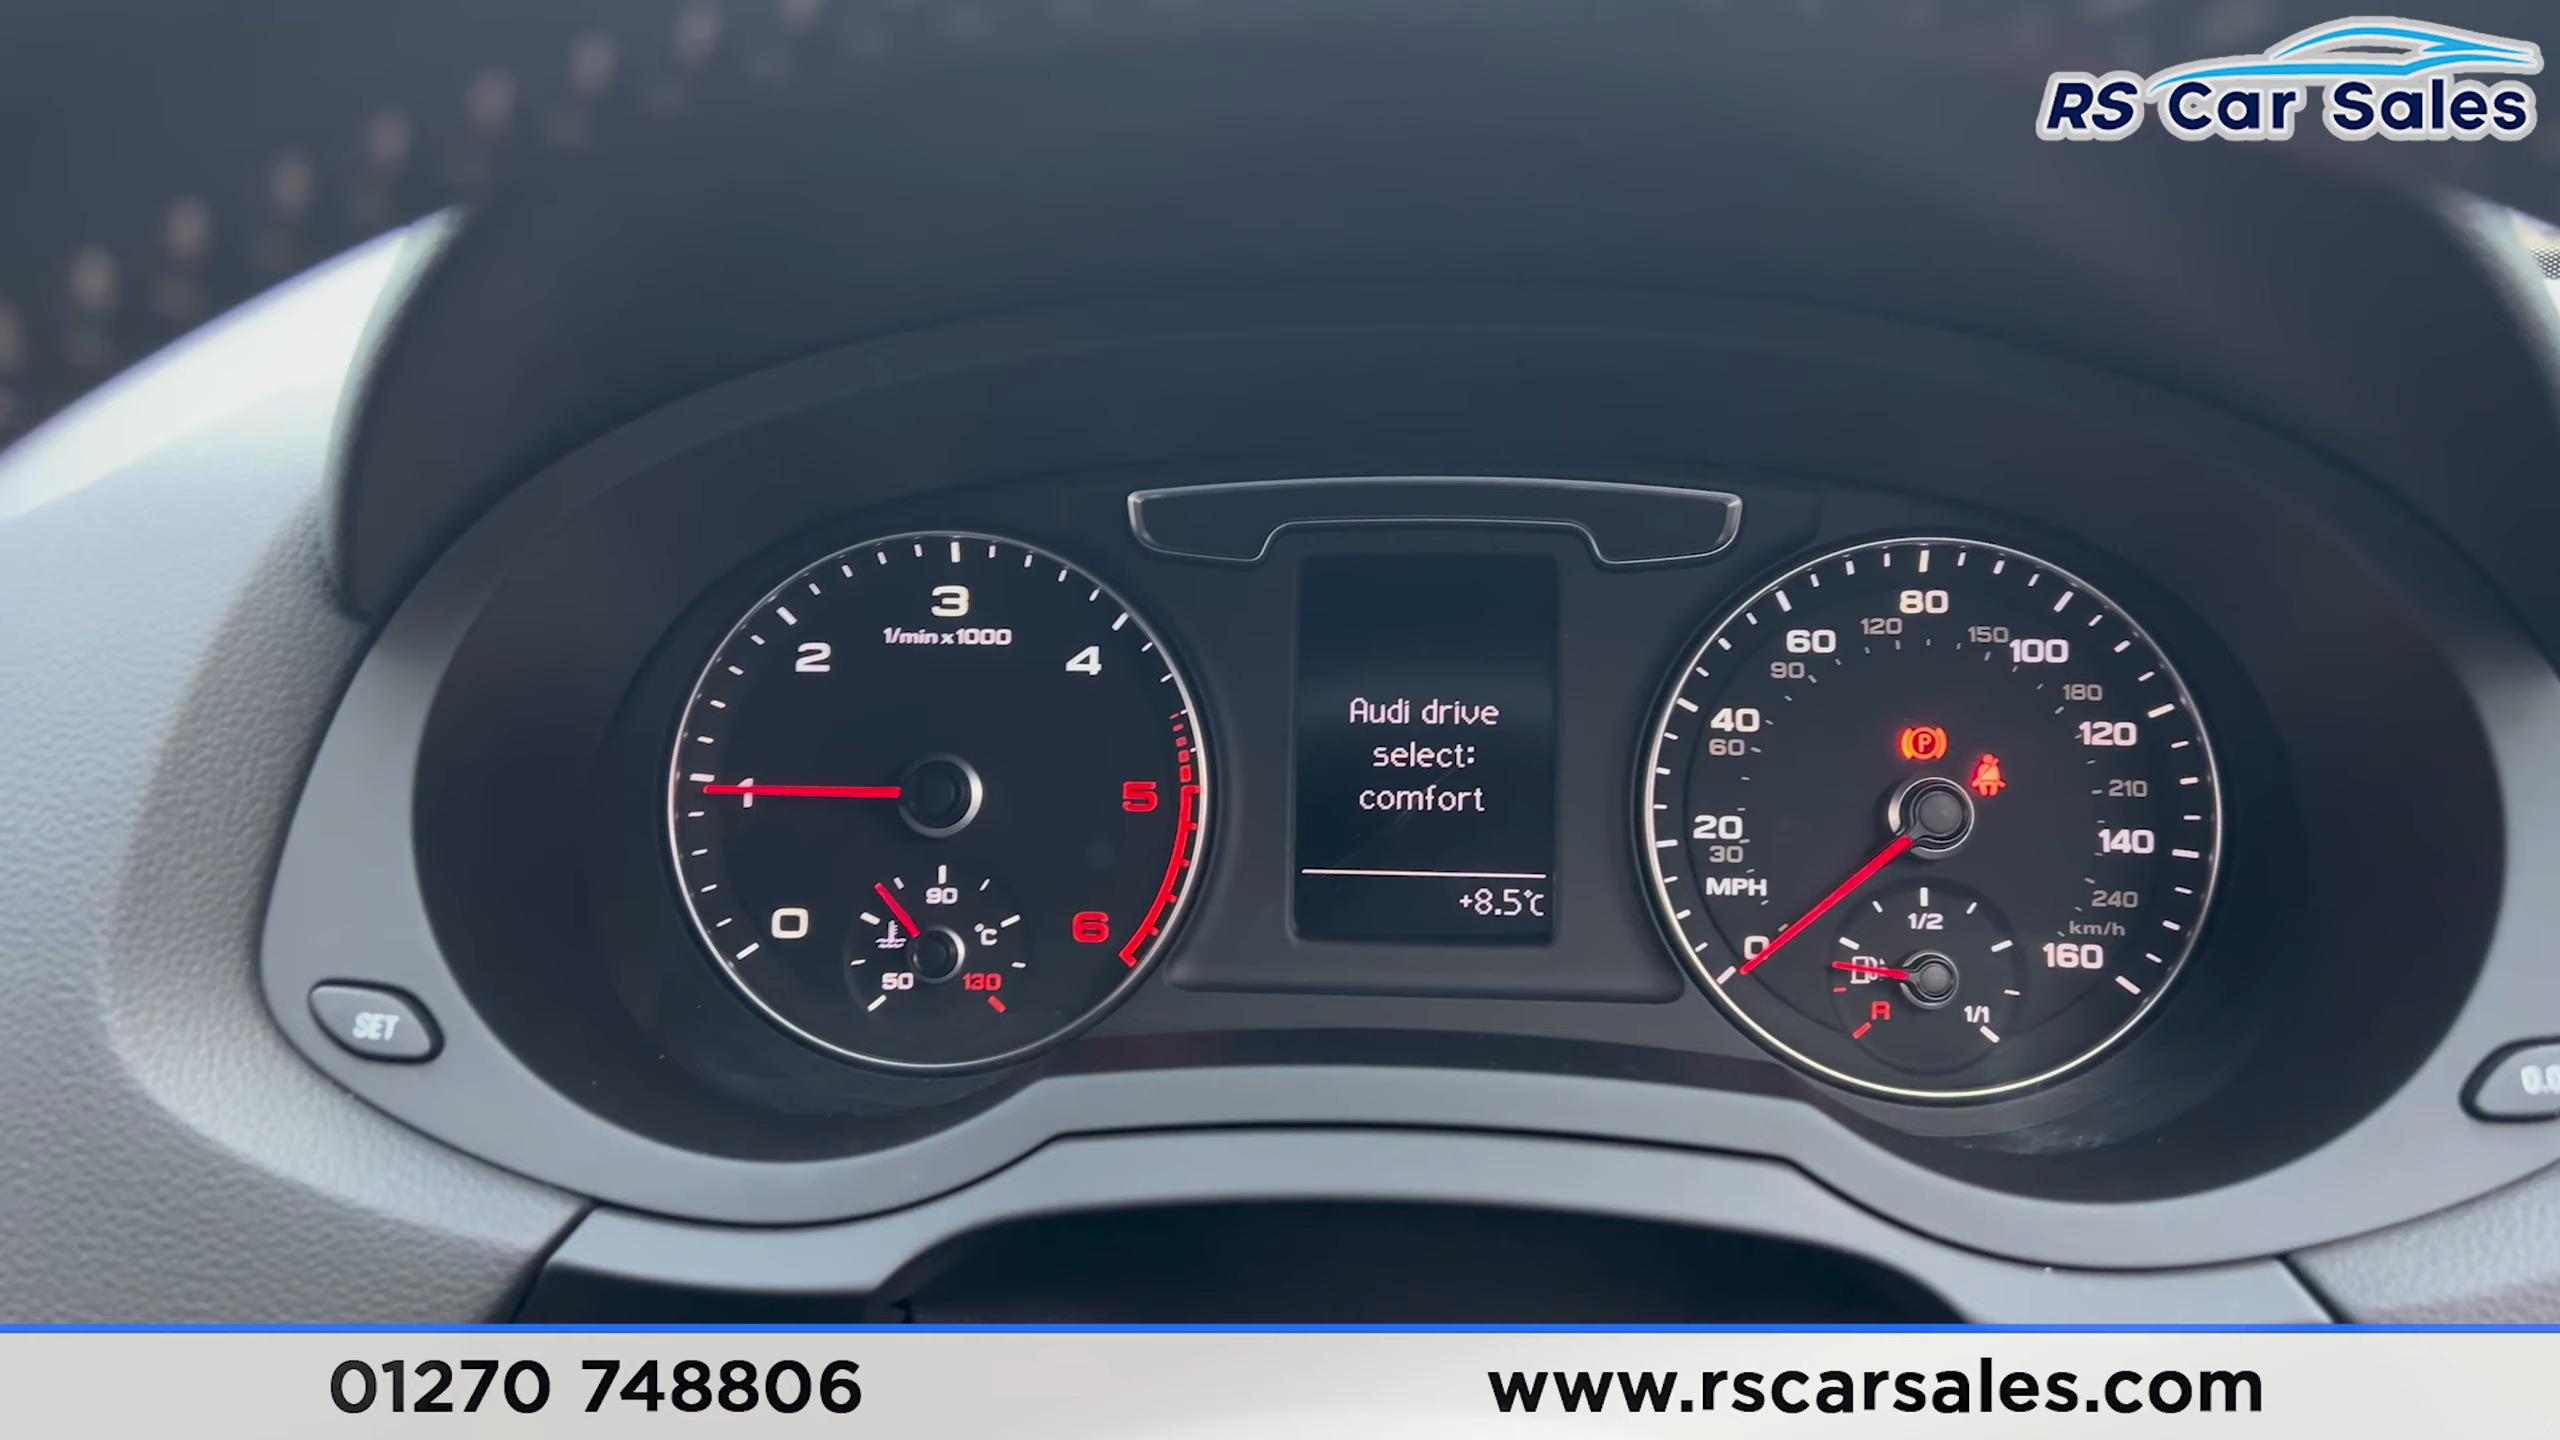 RS Car Sales
3
1/min x 1000
2
4
1
5
0
6
90
°C
50
130
SET
Audi drive
select:
comfort
+8.5°C
80
120
150
60
100
90
180
40
60
120
210
20
30
140
MPH
240
km/h
0
160
1/2
R
1/1
P
01270 748806
www.rscarsales.com